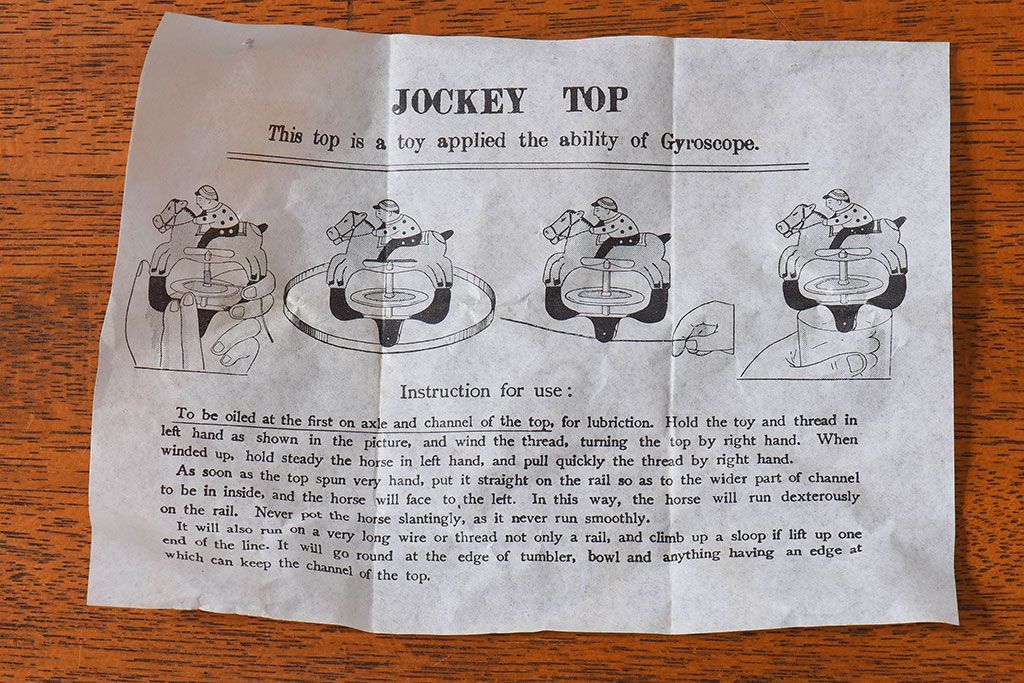 JOCKEY TOP
This top is a toy applied the ability of Gyroscope.
Instruction for use :
To be oiled at the first on axle and channel of the top, for lubriction. Hold the toy and thread in
left hand as shown in the picture, and wind the thread, turning the top by right hand. When
winded up, hold steady the horse in left hand, and pull quickly the thread by right hand.
As soon as the top spun very hand, put it straight on the rail so as to the wider part of channel
to be in inside, and the horse will face to the left. In this way, the horse will run dexterously
on the rail. Never pot the horse slantingly, as it never run smoothly.
It will also run on a very long wire or thread not only a rail, and climb up a sloop if lift up one
end of the line. It will go round at the edge of tumbler, bowl and anything having an edge at
which can keep the channel of the top.